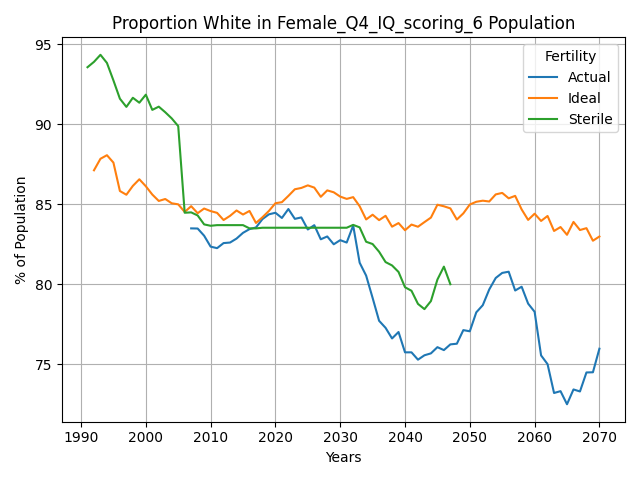 Proportion White in Female_Q4_IQ_scoring_6 Population
95
90
85
80
75
% of Population
Fertility
Actual
Ideal
Sterile
1990 2000 2010 2020 2030 2040 2050 2060 2070
Years